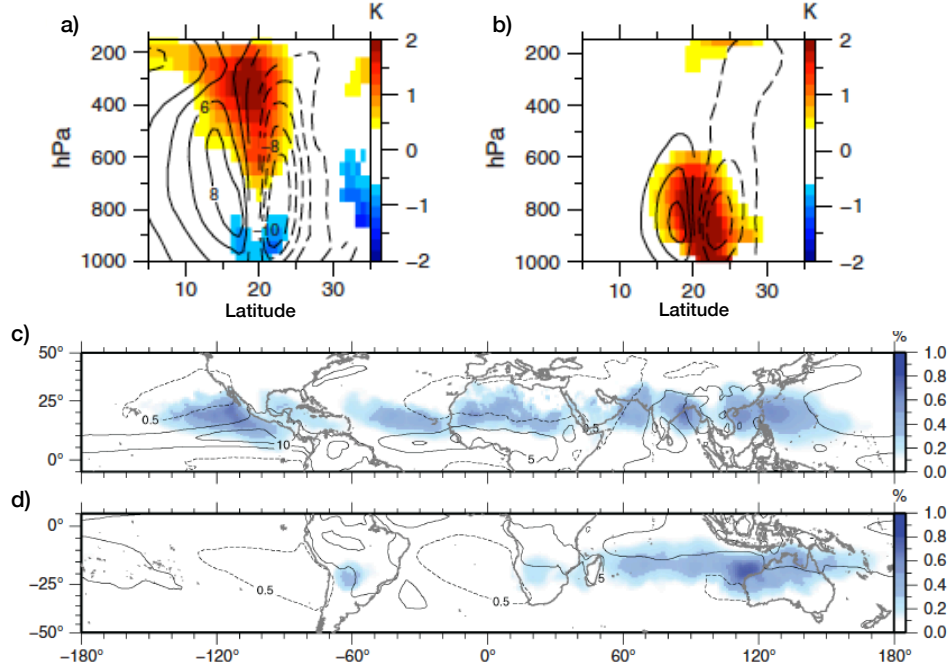 a) K b) K
200 2 200 2
400 1 400 1
hPa 600 0 hPa 600 0
6 8 -8 -10
800 −1 800 −1
1000 −2 1000 −2
10 20 30 10 20 30
Latitude Latitude
c) %
50° 1.0
0.8
25° 0.6
0.5 0.4
10 0.2
0° 5 0.0
d) %
0° 0 1.0
0.8
0.6
−25° 0.5 0.5 5 0.4
0.2
−50° 0.0
−180° −120° −60° 0° 60° 120° 180°